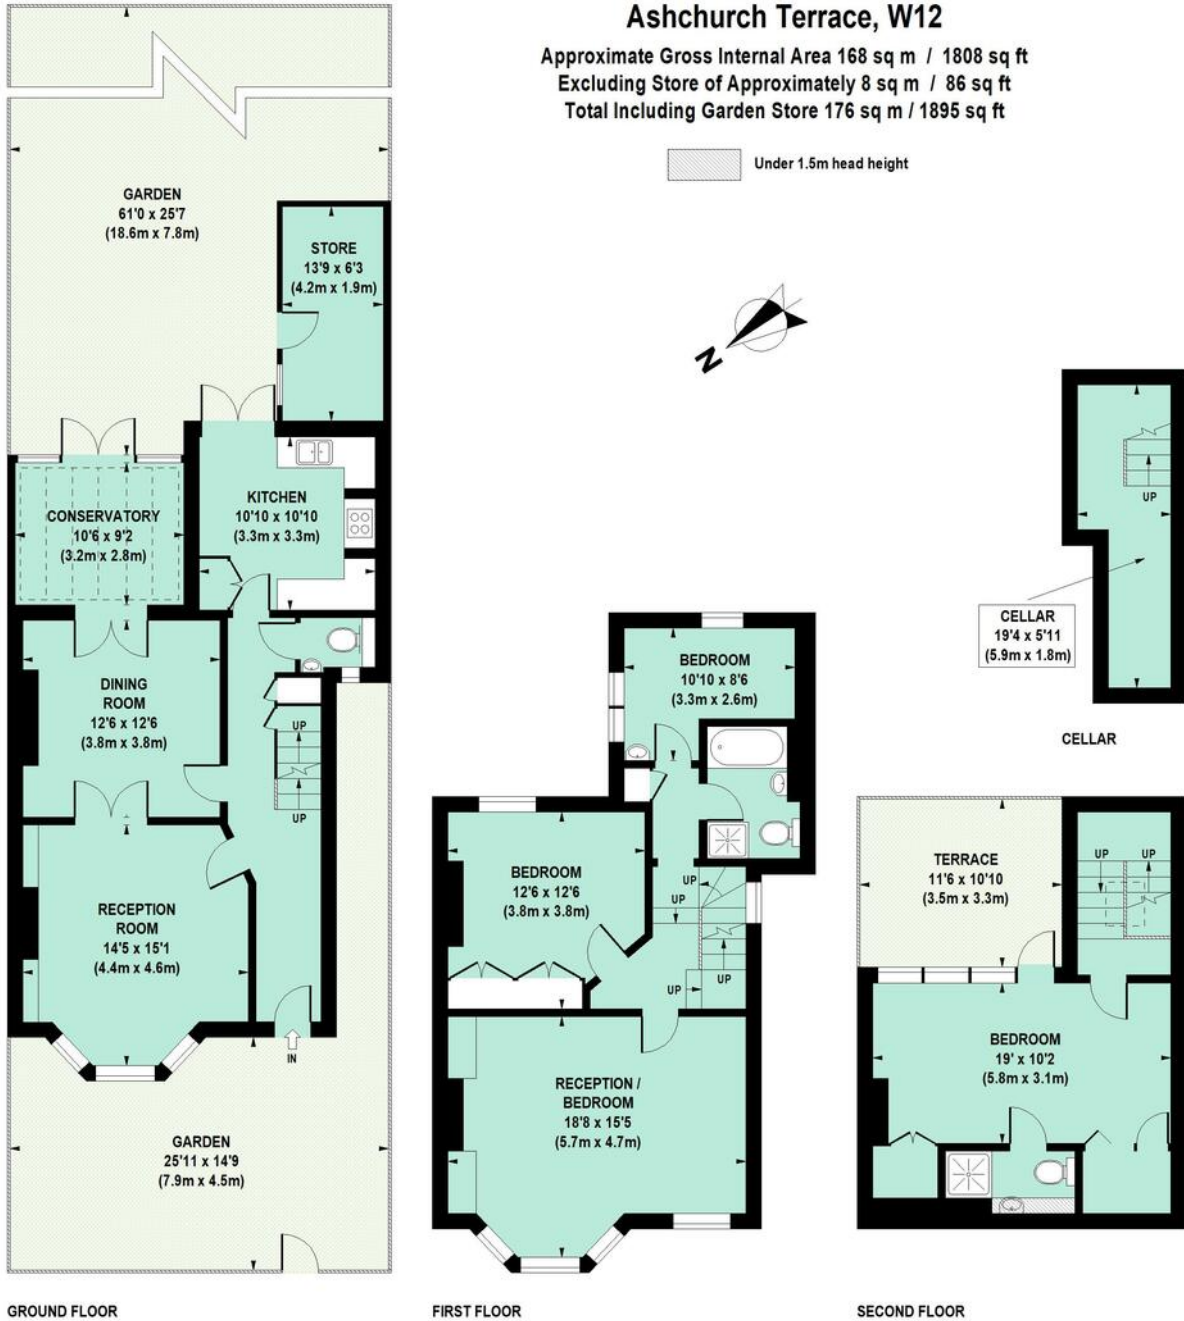 Ashchurch Terrace, W12
Approximate Gross Internal Area 168 sq m / 1808 sq ft
Excluding Store of Approximately 8 sq m / 86 sq ft
Total Including Garden Store 176 sq m / 1895 sq ft
Under 1.5m head height
N
GARDEN
61'0 x 25'7
(18.6m x 7.8m)
STORE
13'9 x 6'3
(4.2m x 1.9m)
KITCHEN
10'10 x 10'10
(3.3m x 3.3m)
CONSERVATORY
10'6 x 9'2
(3.2m x 2.8m)
DINING
ROOM
12'6 x 12'6
(3.8m x 3.8m)
UP
UP
RECEPTION
ROOM
14'5 x 15'1
(4.4m x 4.6m)
IN
GARDEN
25'11 x 14'9
(7.9m x 4.5m)
GROUND FLOOR
BEDROOM
10'10 x 8'6
(3.3m x 2.6m)
BEDROOM
12'6 x 12'6
(3.8m x 3.8m)
UP
UP
UP
UP
RECEPTION /
BEDROOM
18'8 x 15'5
(5.7m x 4.7m)
FIRST FLOOR
UP
CELLAR
19'4 x 5'11
(5.9m x 1.8m)
CELLAR
TERRACE
11'6 x 10'10
(3.5m x 3.3m)
UP
UP
BEDROOM
19' x 10'2
(5.8m x 3.1m)
SECOND FLOOR